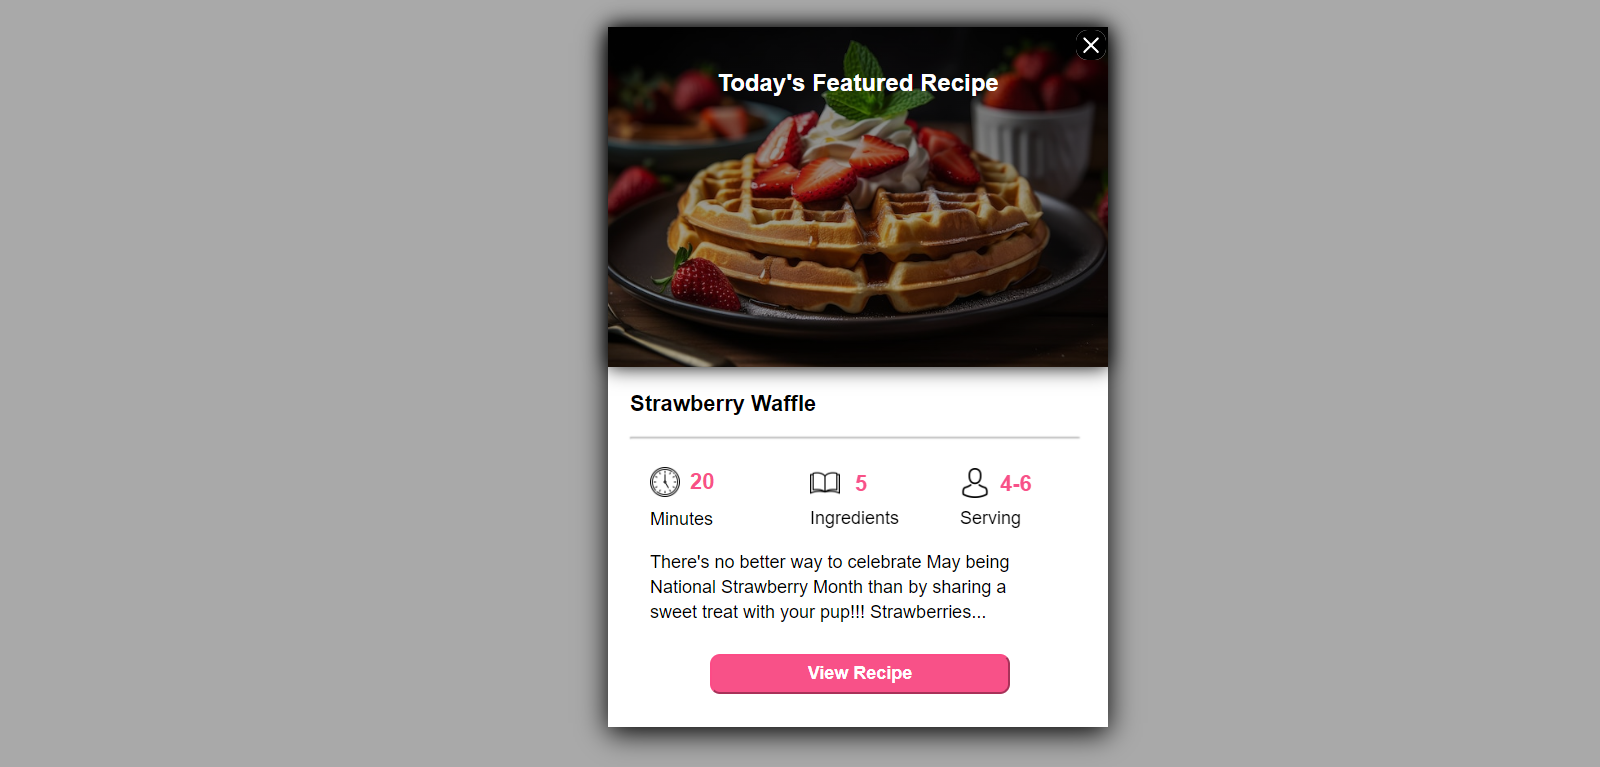 Today's Featured Recipe
Strawberry Waffle
20
Minutes
5
Ingredients
4-6
Serving
There's no better way to celebrate May being
National Strawberry Month than by sharing a
sweet treat with your pup!!! Strawberries...
View Recipe